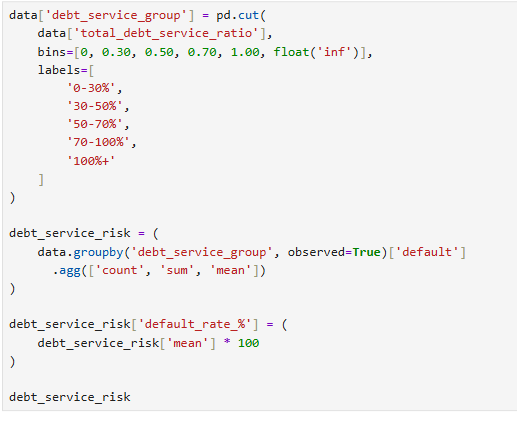 data['debt_service_group'] = pd.cut(
    data['total_debt_service_ratio'],
    bins=[0, 0.30, 0.50, 0.70, 1.00, float('inf')],
    labels=[
        '0-30%',
        '30-50%',
        '50-70%',
        '70-100%',
        '100%+'
    ]
)

debt_service_risk = (
    data.groupby('debt_service_group', observed=True)['default']
      .agg(['count', 'sum', 'mean'])
)

debt_service_risk['default_rate_%'] = (
    debt_service_risk['mean'] * 100
)

debt_service_risk